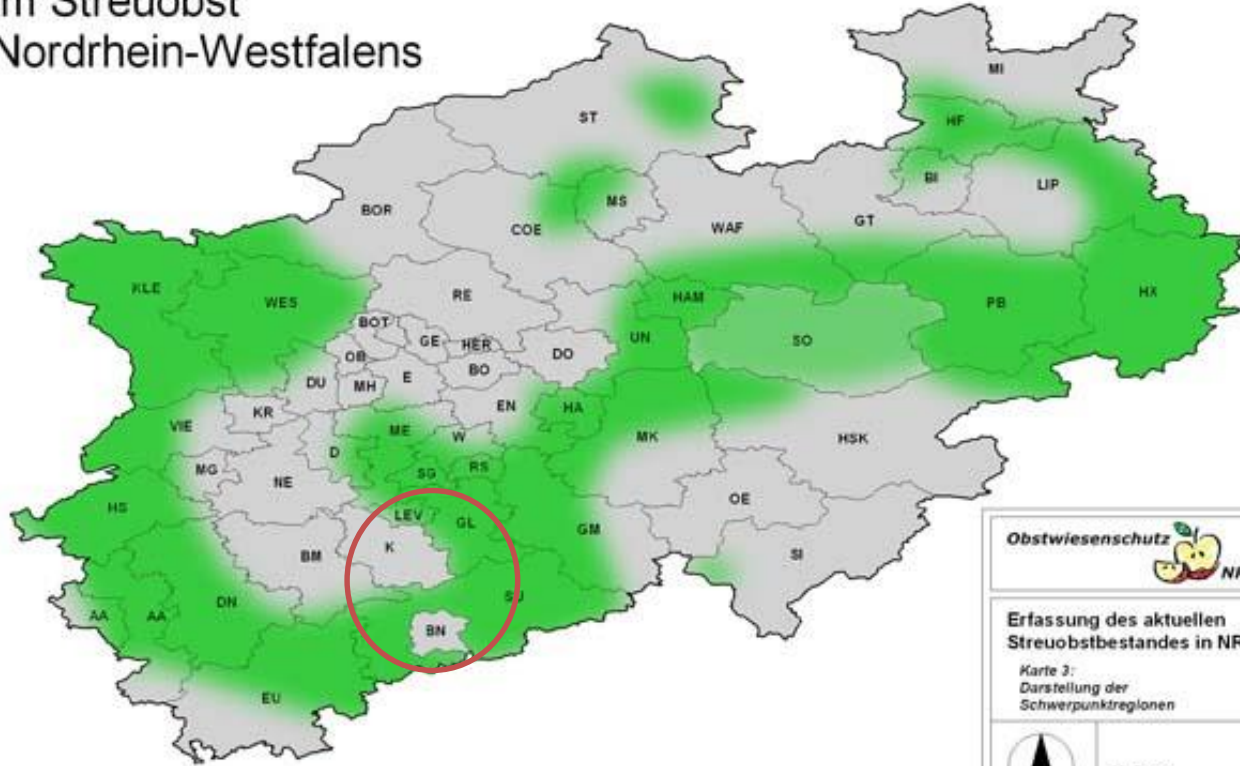 m Streuobst
Nordrhein-Westfalens
MI
ST
HF
BI
LIP
MS
BOR
COE
WAF
GT
KLE
WES
RE
HAM
PB
HX
BOT
GE
HER
UN
SO
OB
DO
BO
DU
MH
E
KR
EN
HA
VIE
ME
W
MK
HSK
D
MG
SG
RS
NE
OE
HS
LEV
GL
GM
K
BM
SI
DN
SU
AA
AA
BN
EU
Obstwiesenschutz
NR
Erfassung des aktuellen
Streuobstbestandes in NR
Karte 3:
Darstellung der
Schwerpunktregionen